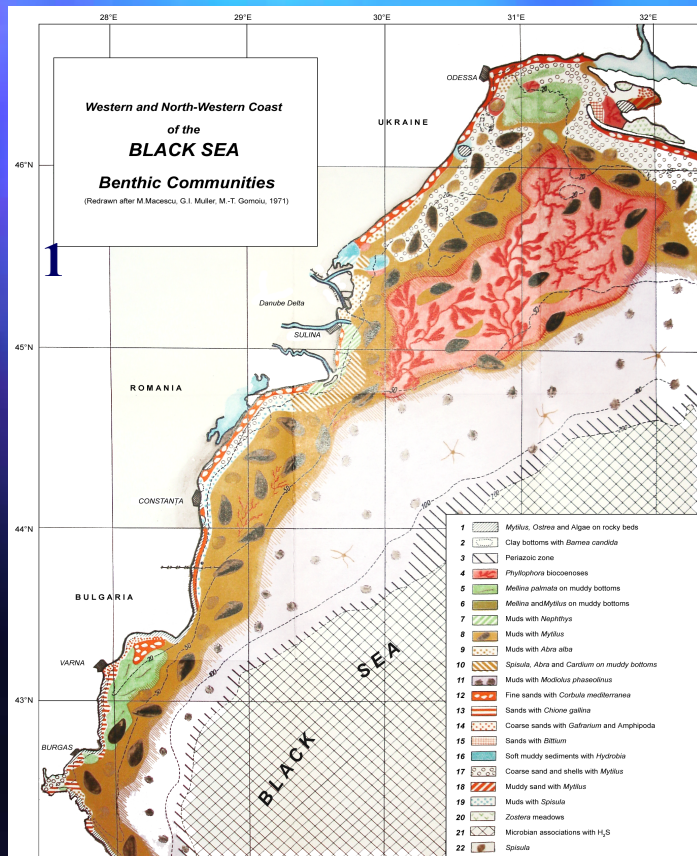 28°E 29°E 30°E 31°E 32°E
Western and North-Western Coast
of the
BLACK SEA
Benthic Communities
(Redrawn after M.Macescu, G.I. Muller, M.-T. Gomoiu, 1971)
1
ODESSA
UKRAINE
46°N
Danube Delta
SULINA
45°N
ROMANIA
CONSTANŢA
44°N
BULGARIA
VARNA
43°N
BURGAS
BLACK SEA
50
100
200
1 Mytilus, Ostrea and Algae on rocky beds
2 Clay bottoms with Barnea candida
3 Periazoic zone
4 Phyllophora biocoenoses
5 Mellina palmata on muddy bottoms
6 Mellina andMytilus on muddy bottoms
7 Muds with Nephthys
8 Muds with Mytilus
9 Muds with Abra alba
10 Spisula, Abra and Cardium on muddy bottoms
11 Muds with Modiolus phaseolinus
12 Fine sands with Corbula mediterranea
13 Sands with Chione gallina
14 Coarse sands with Gafrarium and Amphipoda
15 Sands with Bittium
16 Soft muddy sediments with Hydrobia
17 Coarse sand and shells with Mytilus
18 Muddy sand with Mytilus
19 Muds with Spisula
20 Zostera meadows
21 Microbian associations with H₂S
22 Spisula